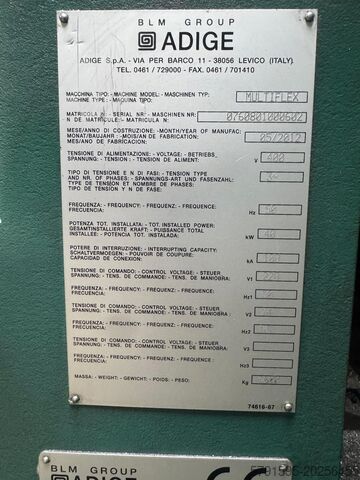 BLM GROUP
ADIGE
ADIGE S.p.A. - VIA PER BARCO 11 - 38056 LEVICO (ITALY)
TEL. 0461 / 729000 - FAX. 0461 / 701410
MACCHINA TIPO: - MACHINE MODEL: - MASCHINEN TYP:
MACHINE TYPE: - MAQUINA TIPO:
MULTIFLEX
MATRICOLA N: - SERIAL NR: - MASCHINEN NR:
N DE MATRICULE: - MATRICULA N:
MESE/ANNO DI COSTRUZIONE: - MONTH/YEAR OF MANUFAC:
MONAT/BAUJAHR: - MOIS/AN DE FABRICATION:
MES/ANO DE FABRICACION:
05/2012
TENSIONE DI ALIMENTAZIONE: - VOLTAGE: - BETRIEBS_
SPANNUNG: - TENSION: - TENSION DE ALIMENT:
V 400
TIPO DI TENSIONE E N DI FASI: - TENSION TYPE
AND NR. OF PHASES: - SPANNUNGS-ART UND FASENZAHL:
TYPE DE TENSION ET NOMBRE DE PHASES:
TIPO DE TENSION Y N DE FASES:
FREQUENZA: - FREQUENCY: - FREQUENZ: - FREQUENCE:
FRECUENCIA:
Hz 50
POTENZA TOT. INSTALLATA: - TOT. INSTALLED POWER:
GESAMTINSTALLIERTE KRAFT: - PUISSANCE TOTAL
INSTALLEE: - POTENCIA TOT. INSTALADA:
kW
POTERE DI INTERRUZIONE: - INTERRUPTING CAPACITY:
SCHALTVERMOEGEN: - POUVOIR DE COUPURE:
CAPACIDAD DE CONEXION:
kA
TENSIONE DI COMANDO: - CONTROL VOLTAGE: - STEUER
SPANNUNG: - TENS. DE COMMANDE: - TENS. DE MANIOBRA:
V1
FREQUENZA: - FREQUENCY: - FREQUENZ: - FREQUENCE:
FRECUENCIA:
Hz1
TENSIONE DI COMANDO: - CONTROL VOLTAGE: - STEUER
SPANNUNG: - TENS. DE COMMANDE: - TENS. DE MANIOBRA:
V2
FREQUENZA: - FREQUENCY: - FREQUENZ: - FREQUENCE:
FRECUENCIA:
Hz2
TENSIONE DI COMANDO: - CONTROL VOLTAGE: - STEUER
SPANNUNG: - TENS. DE COMMANDE: - TENS. DE MANIOBRA:
V3
FREQUENZA: - FREQUENCY: - FREQUENZ: - FREQUENCE:
FRECUENCIA:
Hz3
MASSA: - WEIGHT: - GEWICHT: - POIDS: - PESO:
Kg
74616-67
BLM GROUP
ADIGE
CE